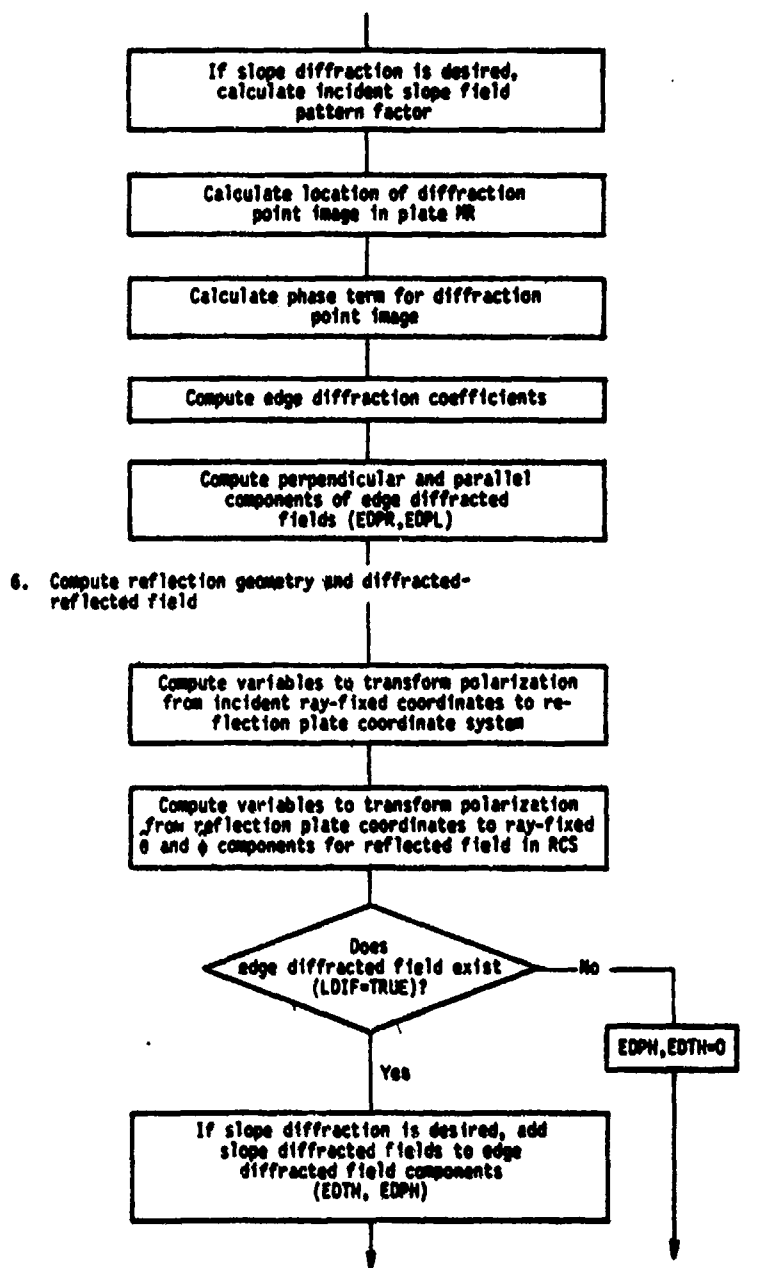 If slope diffraction is desired,
calculate incident slope field
pattern factor
Calculate location of diffraction
point image in plate MR
Calculate phase term for diffraction
point image
Compute edge diffraction coefficients
Compute perpendicular and parallel
components of edge diffracted
fields (EDPR,EDPL)
6. Compute reflection geometry and diffracted-
reflected field
Compute variables to transform polarization
from incident ray-fixed coordinates to re-
flection plate coordinate system
Compute variables to transform polarization
from reflection plate coordinates to ray-fixed
θ and ϕ components for reflected field in RCS
Does
edge diffracted field exist
(LDIF=TRUE)?
No
EDPH,EDTH=0
Yes
If slope diffraction is desired, add
slope diffracted fields to edge
diffracted field components
(EDTH, EDPH)